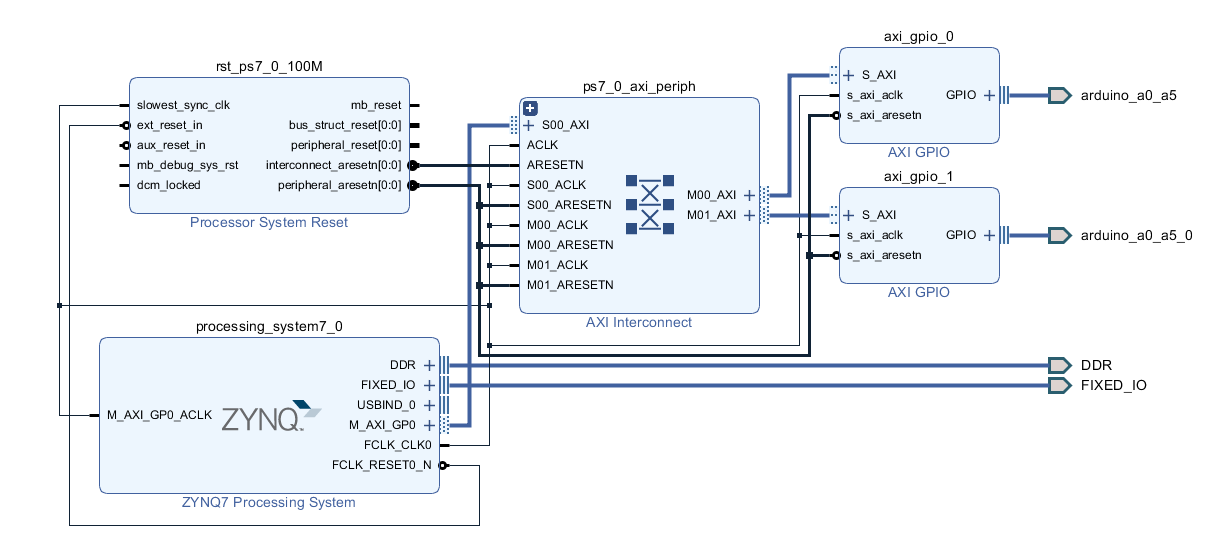 rst_ps7_0_100M
slowest_sync_clk
ext_reset_in
aux_reset_in
mb_debug_sys_rst
dcm_locked
mb_reset
bus_struct_reset[0:0]
peripheral_reset[0:0]
interconnect_aresetn[0:0]
peripheral_aresetn[0:0]
Processor System Reset
ps7_0_axi_periph
S00_AXI
ACLK
ARESETN
S00_ACLK
S00_ARESETN
M00_ACLK
M00_ARESETN
M01_ACLK
M01_ARESETN
M00_AXI
M01_AXI
AXI Interconnect
axi_gpio_0
S_AXI
s_axi_aclk
s_axi_aresetn
GPIO
AXI GPIO
arduino_a0_a5
axi_gpio_1
S_AXI
s_axi_aclk
s_axi_aresetn
GPIO
AXI GPIO
arduino_a0_a5_0
processing_system7_0
M_AXI_GP0_ACLK
ZYNQ
DDR
FIXED_IO
USBIND_0
M_AXI_GP0
FCLK_CLK0
FCLK_RESET0_N
ZYNQ7 Processing System
DDR
FIXED_IO